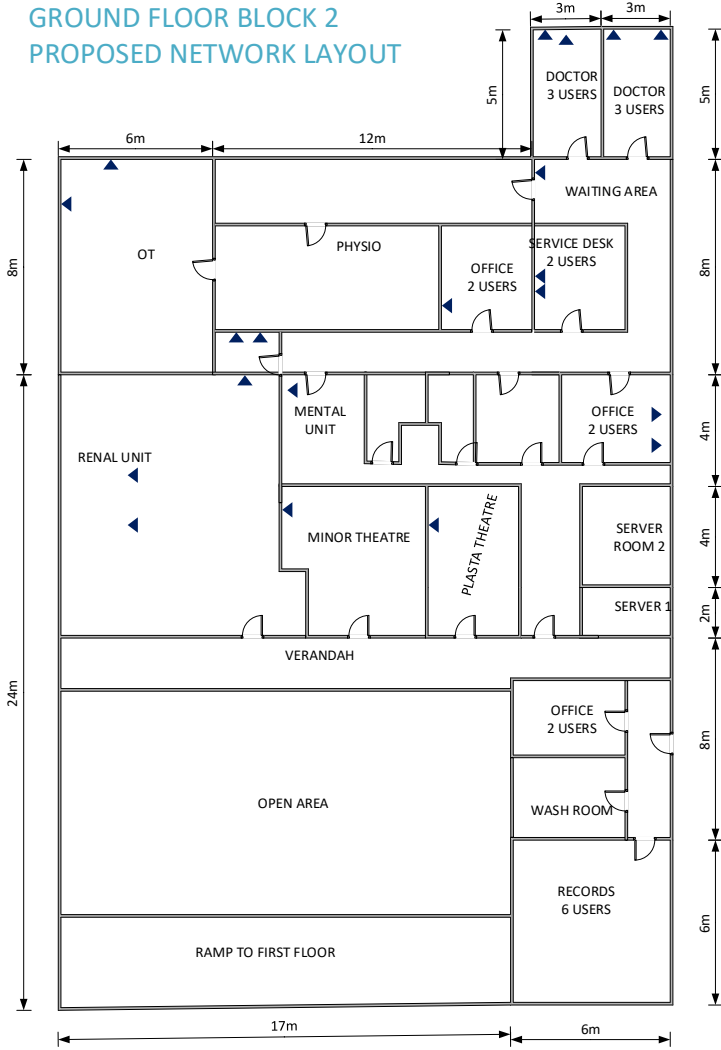 GROUND FLOOR BLOCK 2
PROPOSED NETWORK LAYOUT
3m
3m
5m
DOCTOR
3 USERS
DOCTOR
3 USERS
5m
6m
12m
WAITING AREA
8m
OT
PHYSIO
OFFICE
2 USERS
SERVICE DESK
2 USERS
8m
MENTAL
UNIT
OFFICE
2 USERS
4m
RENAL UNIT
MINOR THEATRE
PLASTA THEATRE
SERVER
ROOM 2
4m
SERVER 1
2m
VERANDAH
24m
OFFICE
2 USERS
8m
OPEN AREA
WASH ROOM
RECORDS
6 USERS
6m
RAMP TO FIRST FLOOR
17m
6m